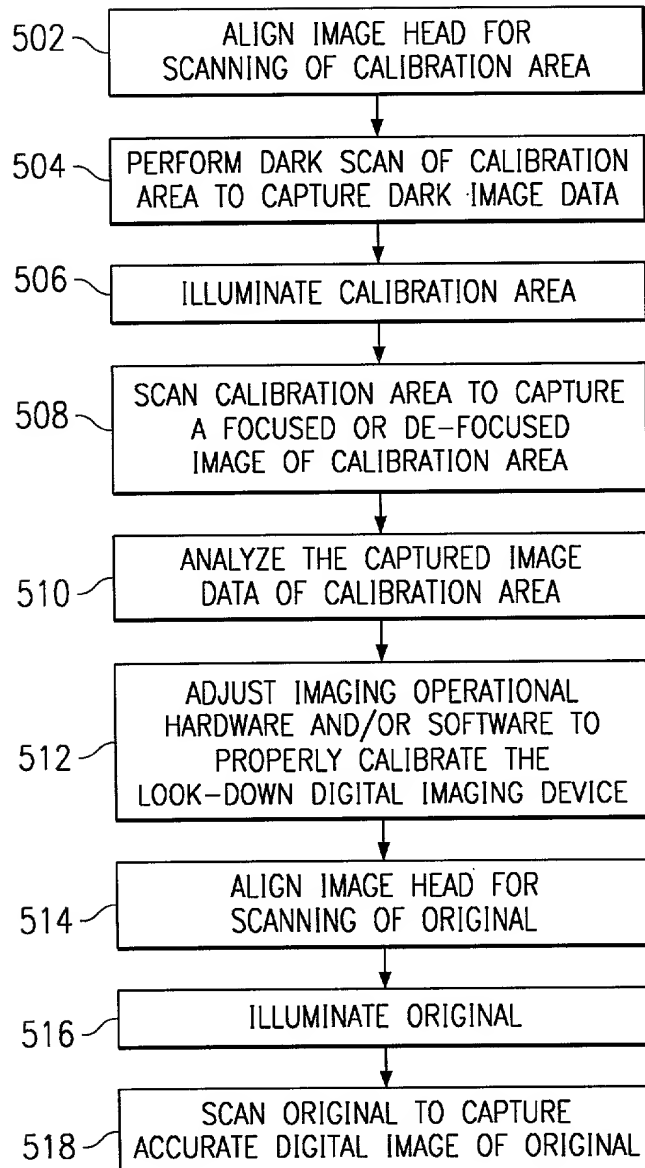 502
ALIGN IMAGE HEAD FOR
SCANNING OF CALIBRATION AREA
504
PERFORM DARK SCAN OF CALIBRATION
AREA TO CAPTURE DARK IMAGE DATA
506
ILLUMINATE CALIBRATION AREA
508
SCAN CALIBRATION AREA TO CAPTURE
A FOCUSED OR DE-FOCUSED
IMAGE OF CALIBRATION AREA
510
ANALYZE THE CAPTURED IMAGE
DATA OF CALIBRATION AREA
512
ADJUST IMAGING OPERATIONAL
HARDWARE AND/OR SOFTWARE TO
PROPERLY CALIBRATE THE
LOOK-DOWN DIGITAL IMAGING DEVICE
514
ALIGN IMAGE HEAD FOR
SCANNING OF ORIGINAL
516
ILLUMINATE ORIGINAL
518
SCAN ORIGINAL TO CAPTURE
ACCURATE DIGITAL IMAGE OF ORIGINAL